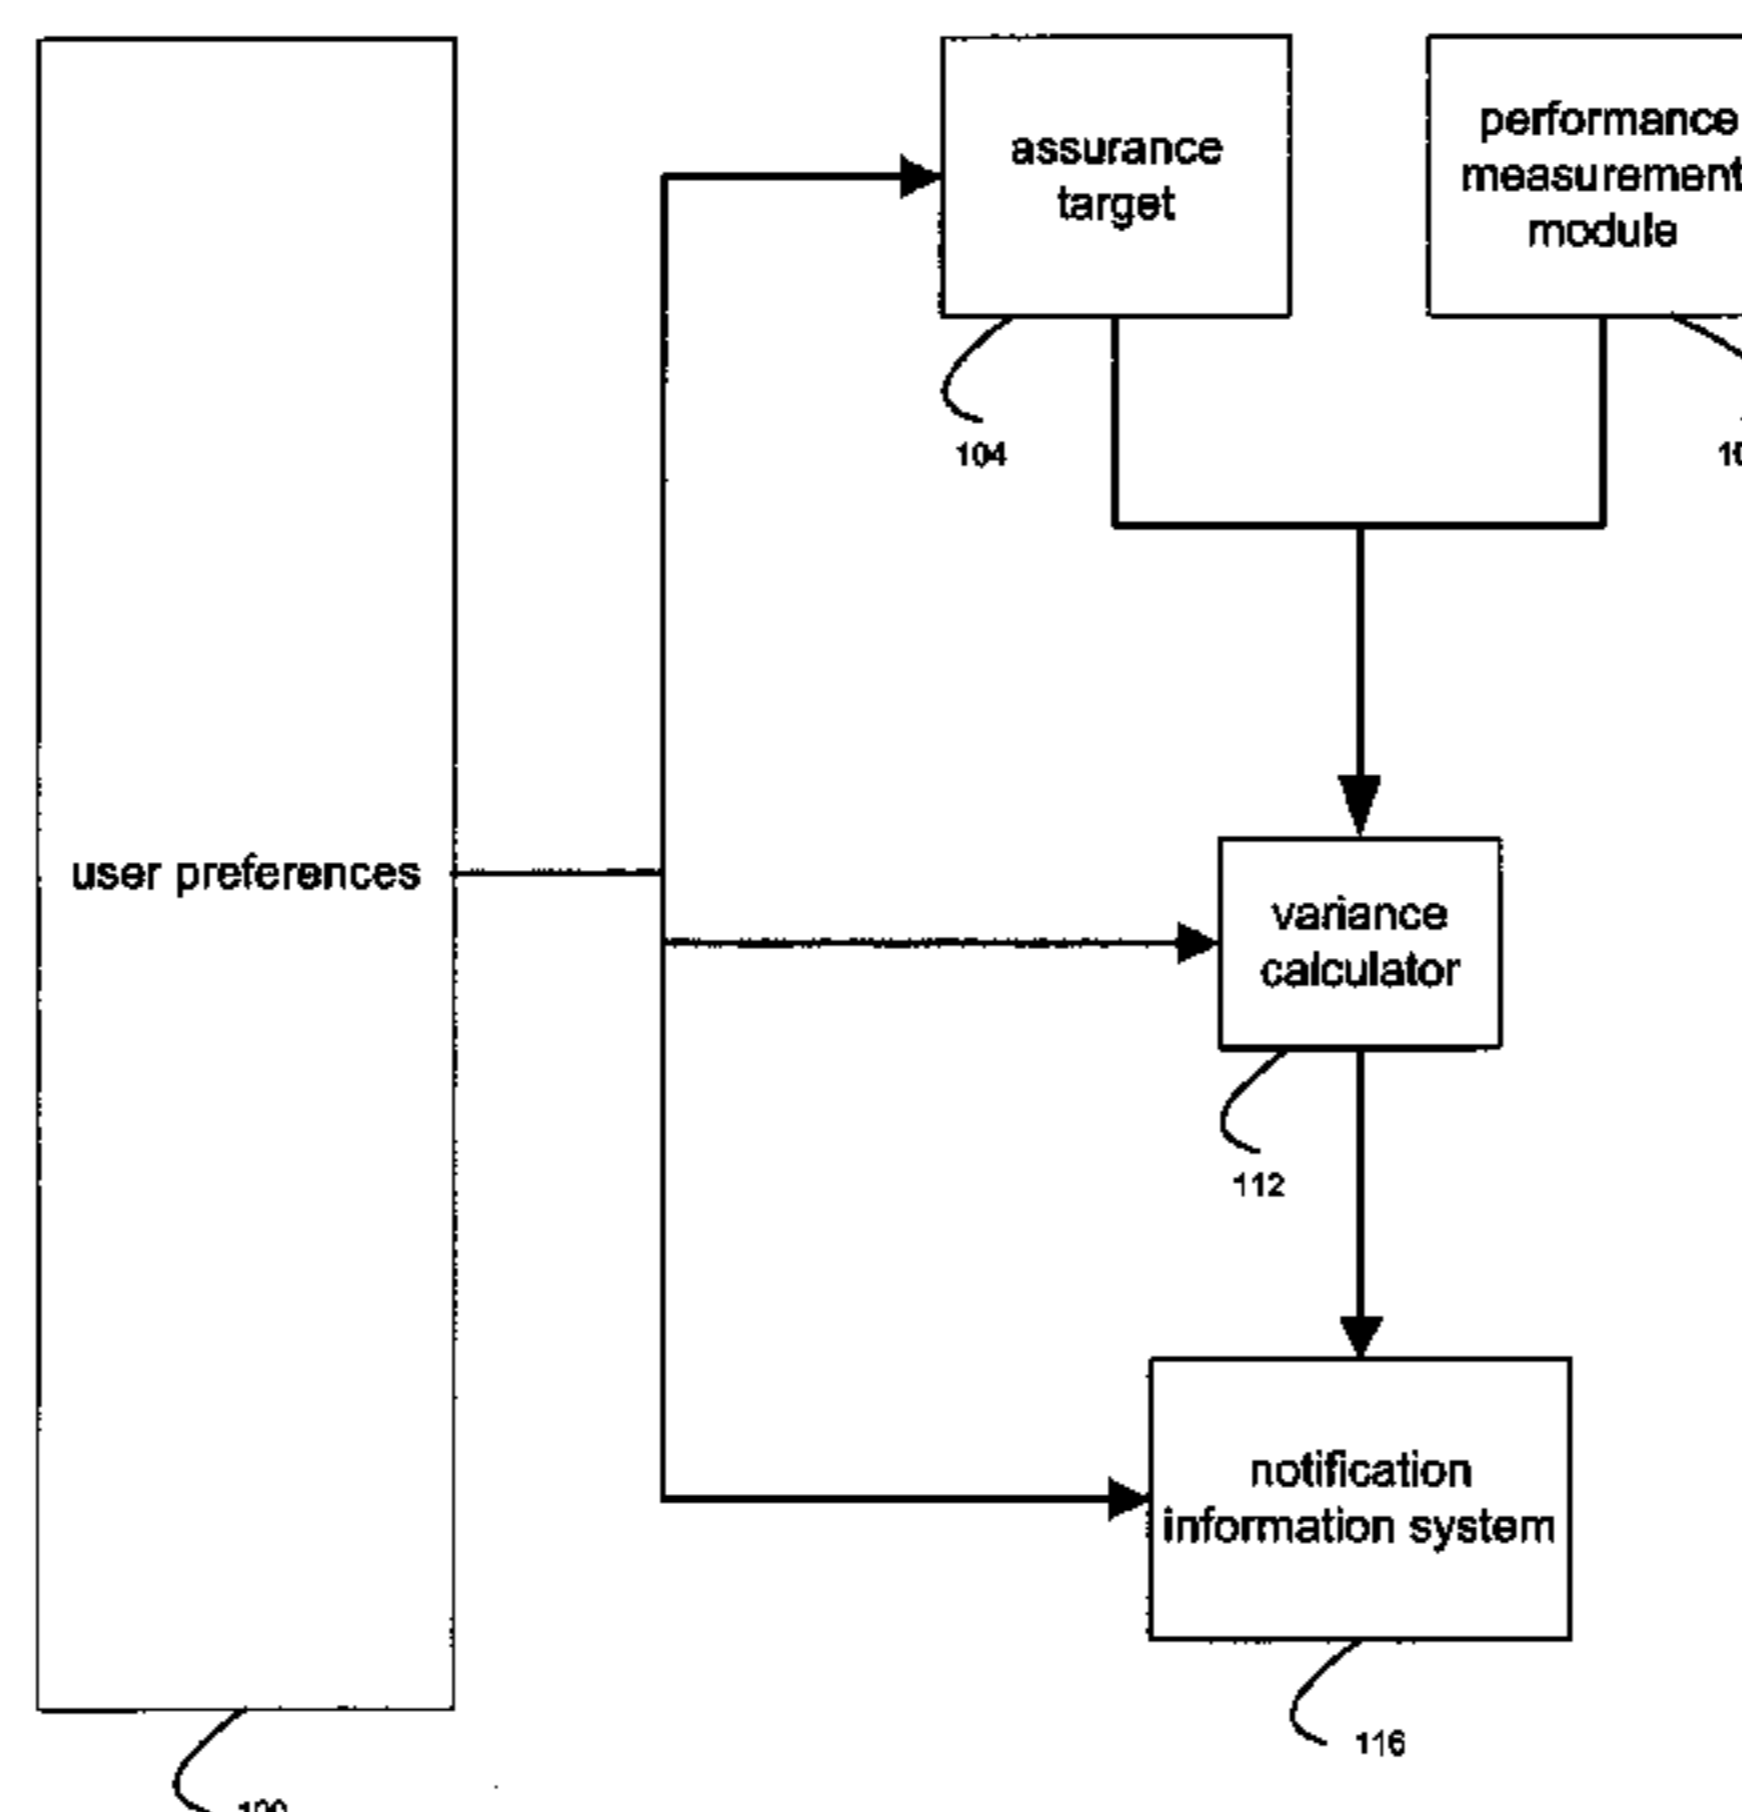 assurance
target
performance
measurement
module
104
user preferences
variance
calculator
112
notification
information system
116